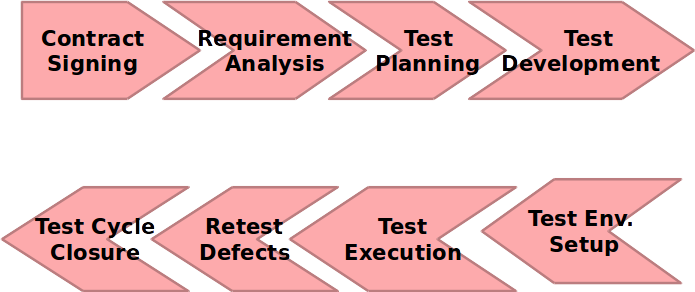 Contract
Signing
Requirement
Analysis
Test
Planning
Test
Development
Test Cycle
Closure
Retest
Defects
Test
Execution
Test Env.
Setup